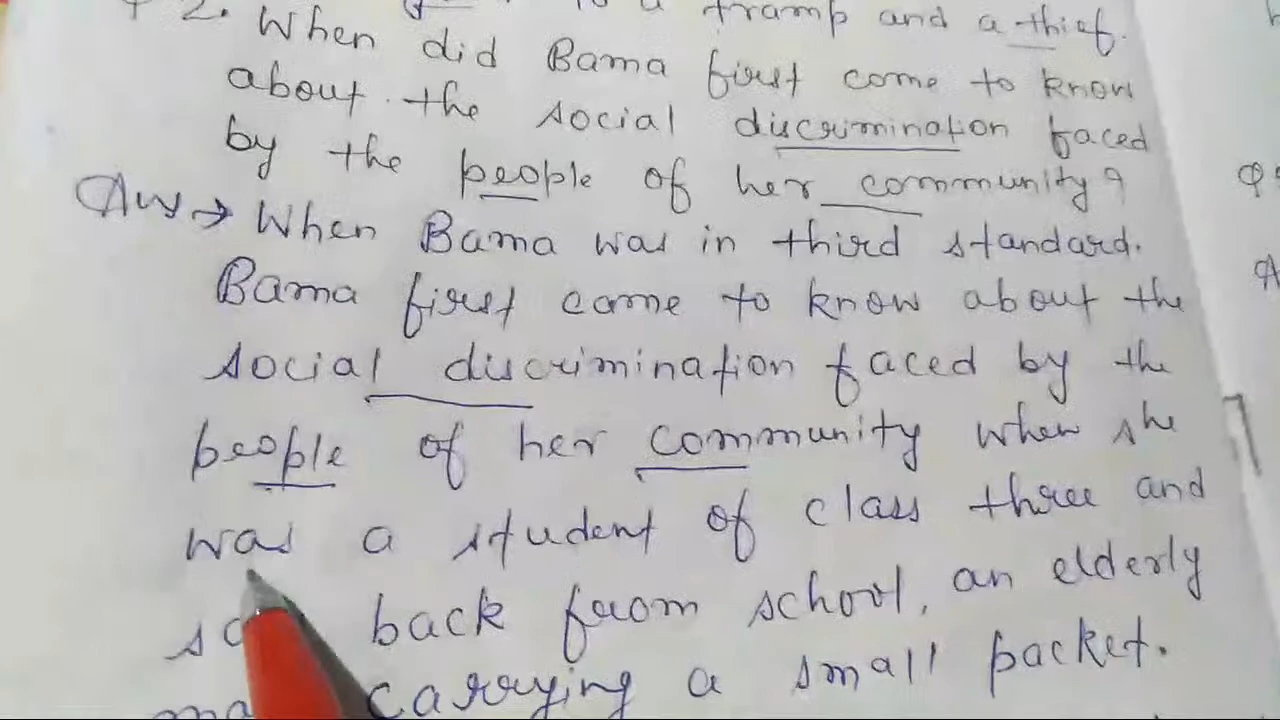 2. to a tramp and a thief.
When did Bama first come to know
about the social discrimination faced
by the people of her community?
Ans → When Bama was in third standard.
Bama first came to know about the
social discrimination faced by the
people of her community when she
was a student of class three and
back from school, an elderly
carrying a small packet.